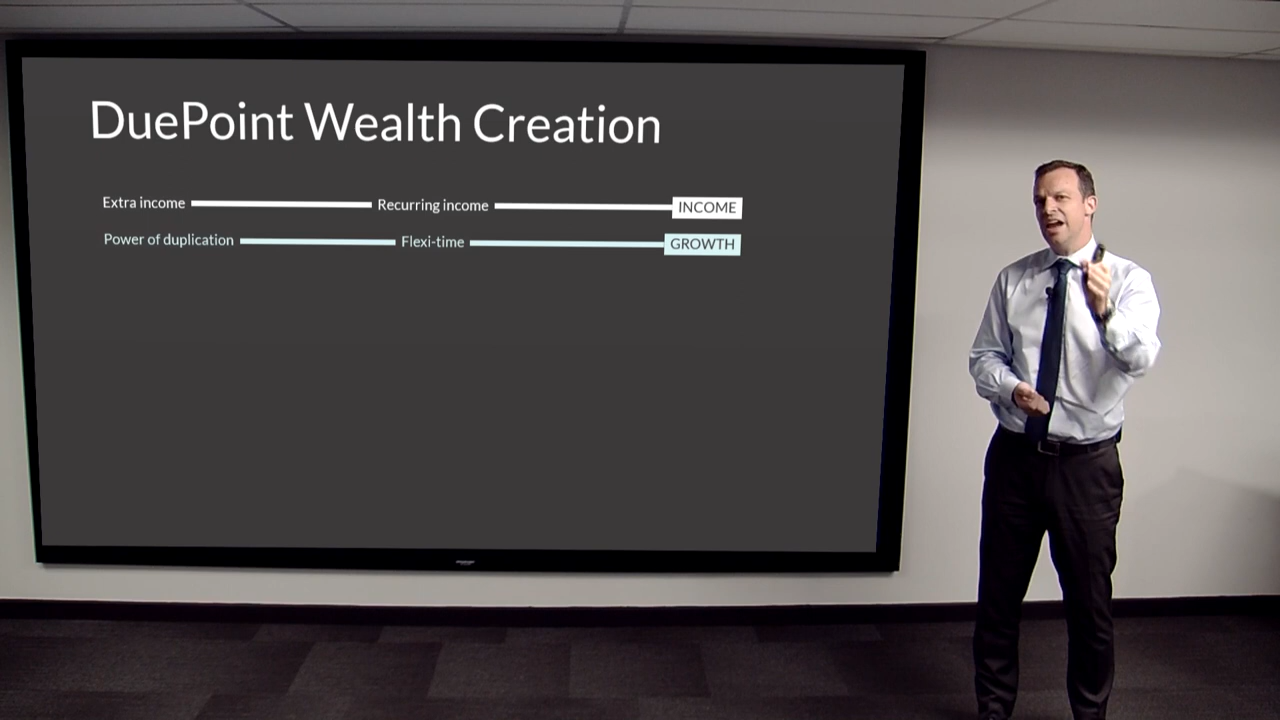 DuePoint Wealth Creation
Extra income Recurring income INCOME
Power of duplication Flexi-time GROWTH